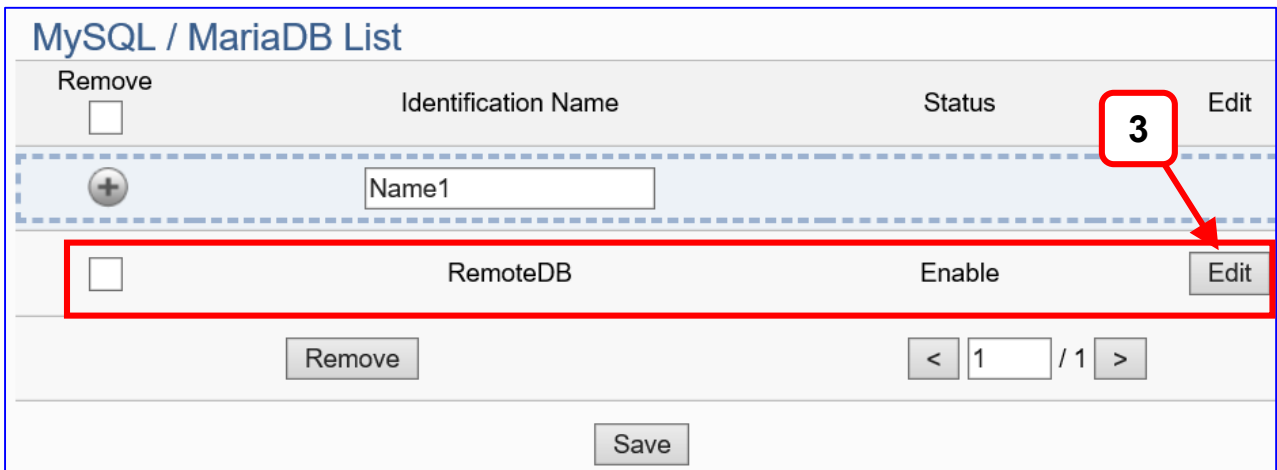 MySQL / MariaDB List
Remove
Identification Name
Status
Edit
3
Name1
RemoteDB
Enable
Edit
Remove
<
1
/ 1
>
Save